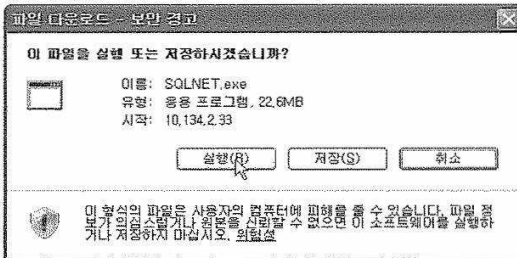 파일 다운로드 - 보안 경고
이 파일을 실행 또는 저장하시겠습니까?
이름: SQLNET.exe
유형: 응용 프로그램, 22,6MB
시작: 10,134,2,33
실행(R)
저장(S)
취소
이 형식의 파일은 사용자의 컴퓨터에 피해를 줄 수 있습니다. 파일 정
보가 의심스럽거나 원본을 신뢰할 수 없으면 이 소프트웨어를 실행하
거나 저장하지 마십시오. 위험성